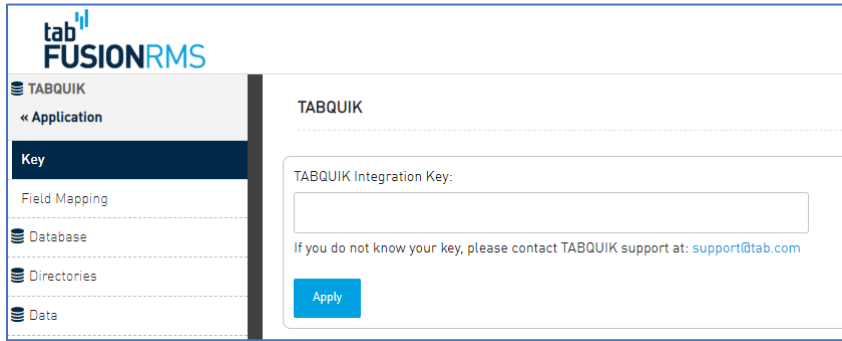 tab
FUSIONRMS
TABQUIK
« Application
Key
Field Mapping
Database
Directories
Data
TABQUIK
TABQUIK Integration Key:
If you do not know your key, please contact TABQUIK support at: support@tab.com
Apply